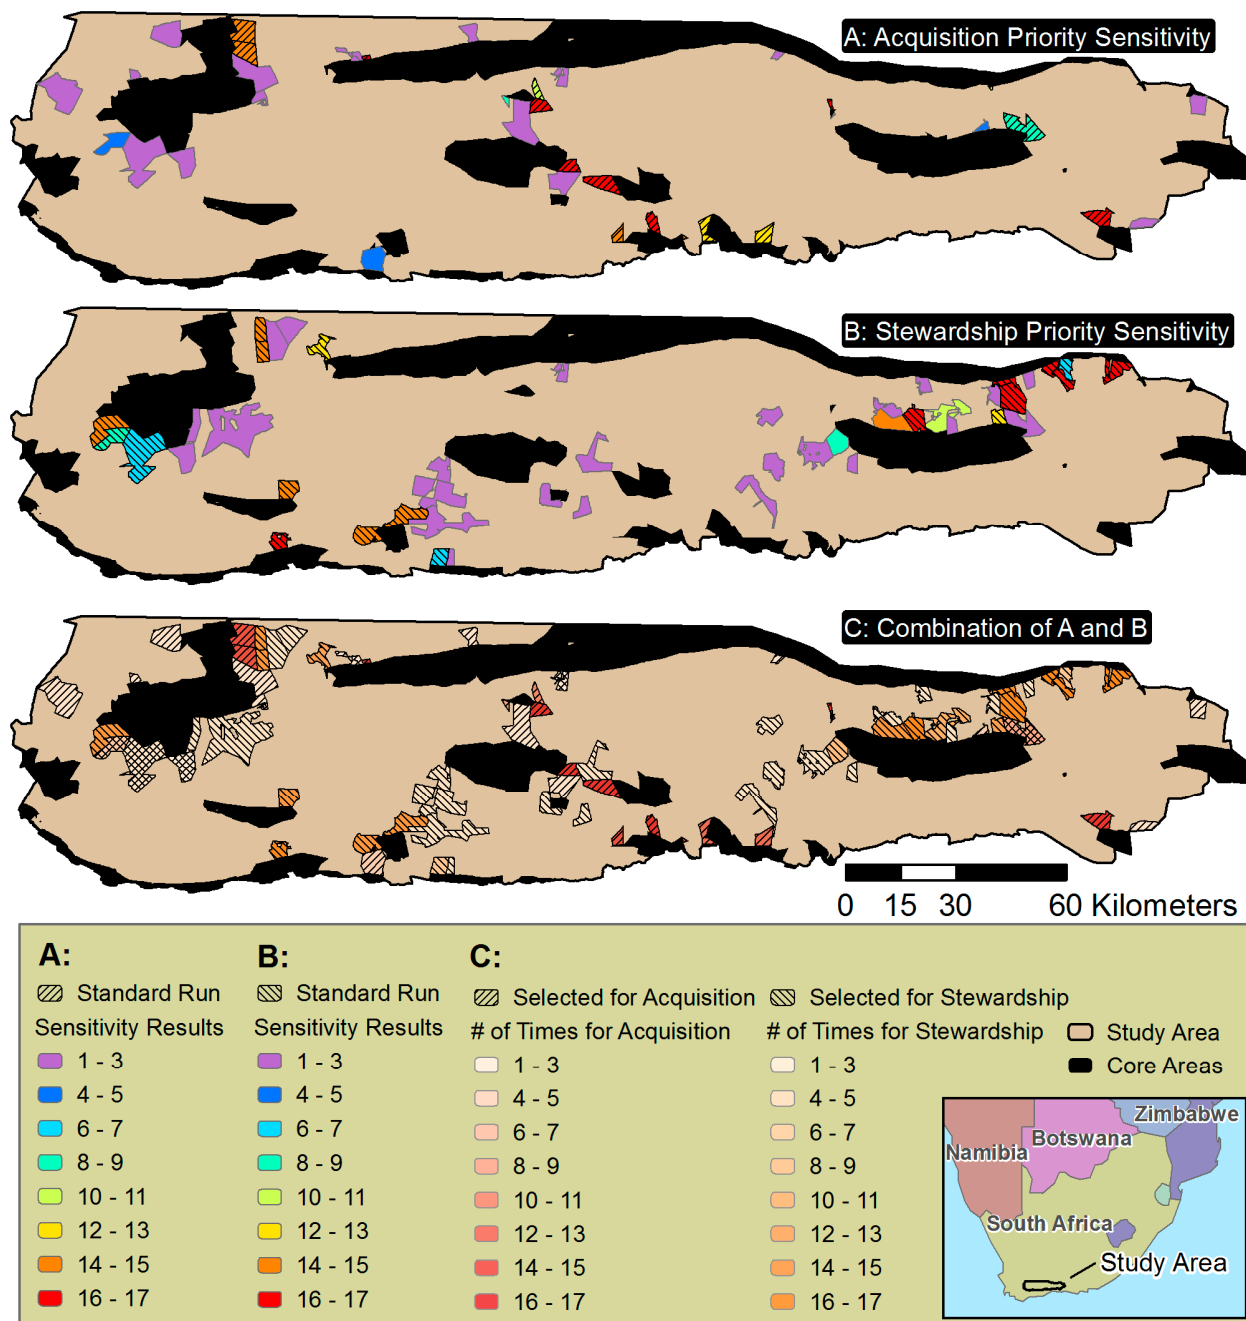 A: Acquisition Priority Sensitivity
B: Stewardship Priority Sensitivity
C: Combination of A and B
0 15 30 60 Kilometers
A:
Standard Run
Sensitivity Results
1 - 3
4 - 5
6 - 7
8 - 9
10 - 11
12 - 13
14 - 15
16 - 17
B:
Standard Run
Sensitivity Results
1 - 3
4 - 5
6 - 7
8 - 9
10 - 11
12 - 13
14 - 15
16 - 17
C:
Selected for Acquisition
# of Times for Acquisition
1 - 3
4 - 5
6 - 7
8 - 9
10 - 11
12 - 13
14 - 15
16 - 17
Selected for Stewardship
# of Times for Stewardship
1 - 3
4 - 5
6 - 7
8 - 9
10 - 11
12 - 13
14 - 15
16 - 17
Study Area
Core Areas
Zimbabwe
Botswana
Namibia
South Africa
Study Area